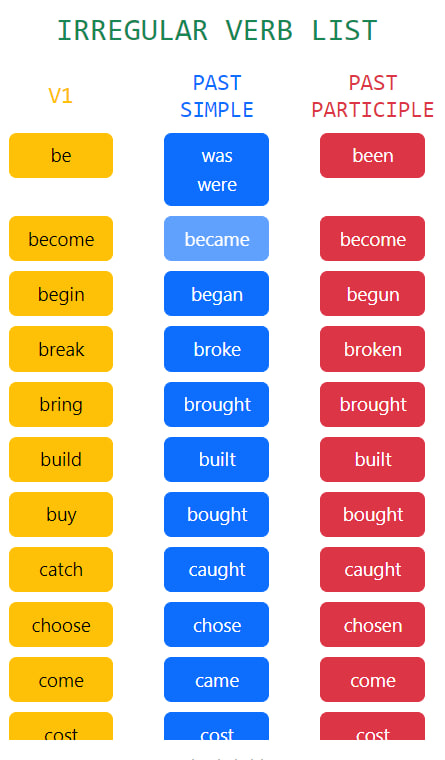 IRREGULAR VERB LIST
V1
PAST
SIMPLE
PAST
PARTICIPLE
be
was
were
been
become
became
become
begin
began
begun
break
broke
broken
bring
brought
brought
build
built
built
buy
bought
bought
catch
caught
caught
choose
chose
chosen
come
came
come
cost
cost
cost